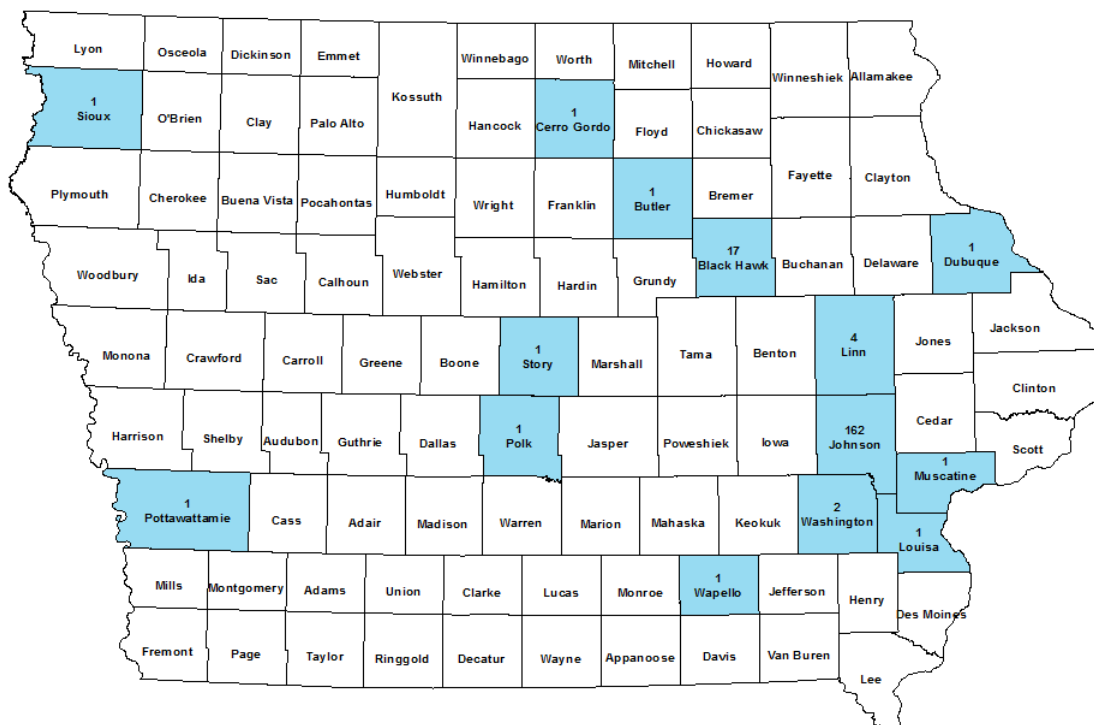 Lyon
Osceola
Dickinson
Emmet
Winnebago
Worth
Mitchell
Howard
Winneshiek
Allamakee
Kossuth
1
Sioux
O'Brien
Clay
Palo Alto
Hancock
1
Cerro Gordo
Floyd
Chickasaw
Plymouth
Cherokee
Buena Vista
Pocahontas
Humboldt
Wright
Franklin
1
Butler
Bremer
Fayette
Clayton
Woodbury
Ida
Sac
Calhoun
Webster
Hamilton
Hardin
Grundy
17
Black Hawk
Buchanan
Delaware
1
Dubuque
Monona
Crawford
Carroll
Greene
Boone
1
Story
Marshall
Tama
Benton
4
Linn
Jones
Jackson
Clinton
Harrison
Shelby
Audubon
Guthrie
Dallas
1
Polk
Jasper
Poweshiek
Iowa
162
Johnson
Cedar
Scott
1
Muscatine
1
Pottawattamie
Cass
Adair
Madison
Warren
Marion
Mahaska
Keokuk
2
Washington
1
Louisa
Mills
Montgomery
Adams
Union
Clarke
Lucas
Monroe
1
Wapello
Jefferson
Henry
Des Moines
Fremont
Page
Taylor
Ringgold
Decatur
Wayne
Appanoose
Davis
Van Buren
Lee